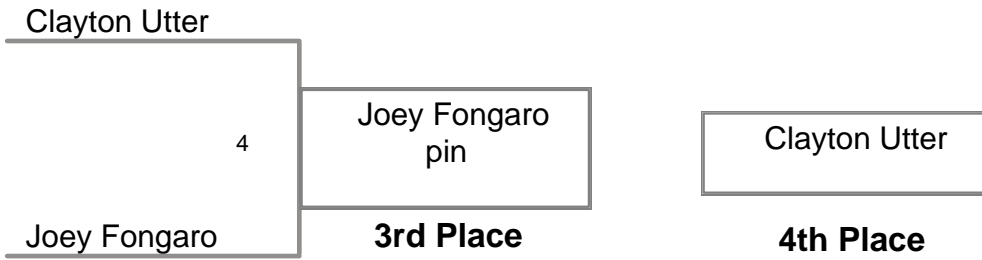 Clayton Utter
4
Joey Fongaro
Joey Fongaro
pin
3rd Place
Clayton Utter
4th Place